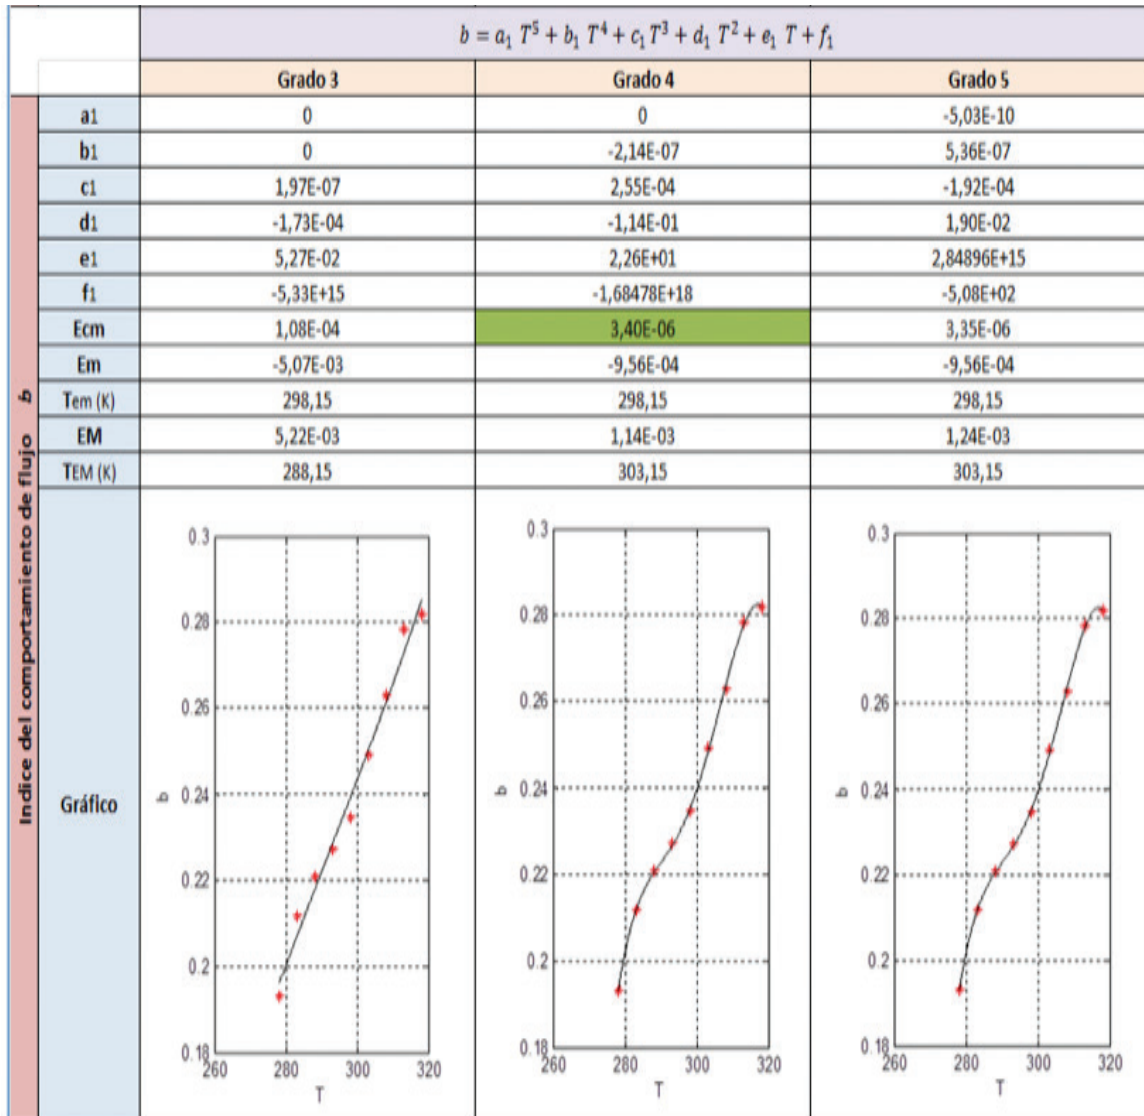 b = a₁ T⁵ + b₁ T⁴ + c₁ T³ + d₁ T² + e₁ T + f₁
Grado 3 Grado 4 Grado 5
Indice del comportamiento de flujo b
a1 0 0 -5,03E-10
b1 0 -2,14E-07 5,36E-07
c1 1,97E-07 2,55E-04 -1,92E-04
d1 -1,73E-04 -1,14E-01 1,90E-02
e1 5,27E-02 2,26E+01 2,84896E+15
f1 -5,33E+15 -1,68478E+18 -5,08E+02
Ecm 1,08E-04 3,40E-06 3,35E-06
Em -5,07E-03 -9,56E-04 -9,56E-04
Tem (K) 298,15 298,15 298,15
EM 5,22E-03 1,14E-03 1,24E-03
TEM (K) 288,15 303,15 303,15
Gráfico
0.3
0.28
0.26
b 0.24
0.22
0.2
0.18
260 280 300 320
T
0.3
0.28
0.26
b 0.24
0.22
0.2
0.18
260 280 300 320
T
0.3
0.28
0.26
b 0.24
0.22
0.2
0.18
260 280 300 320
T